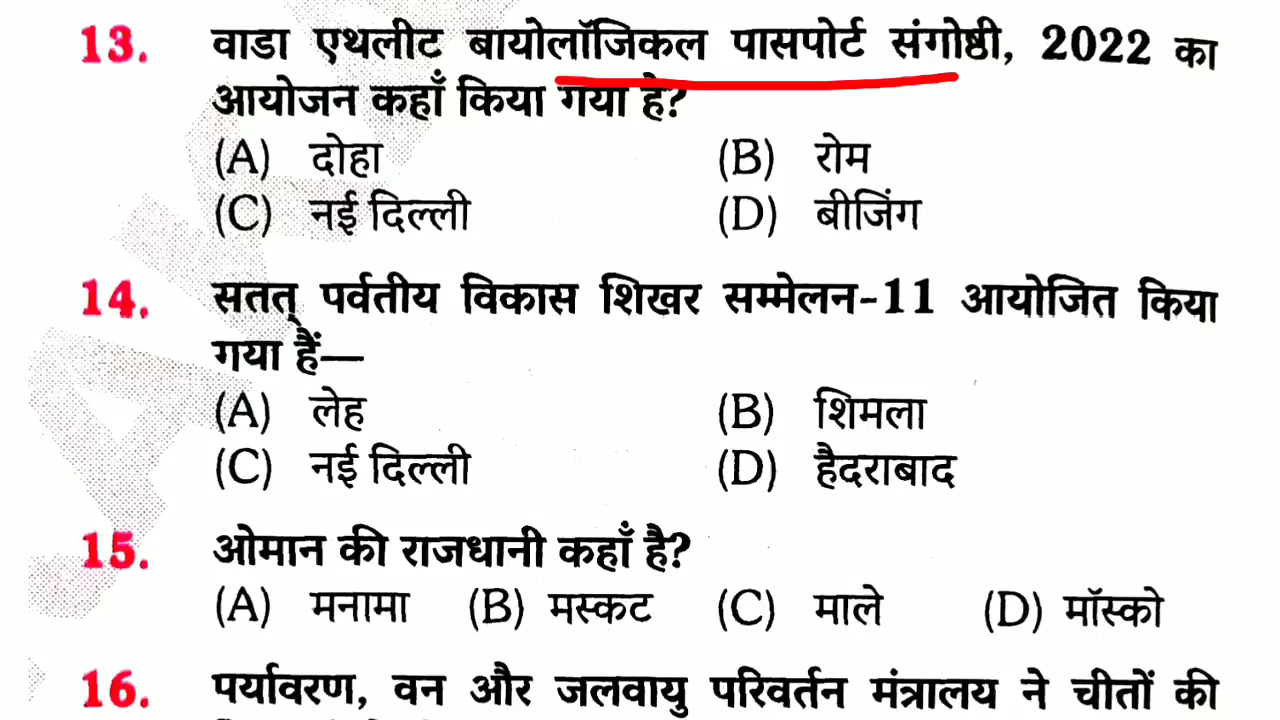 13. वाडा एथलीट बायोलॉजिकल पासपोर्ट संगोष्ठी, 2022 का
आयोजन कहाँ किया गया हे?
(A) दोहा (B) रोम
(C) नई दिल्ली (D) बीजिंग
14. सतत् पर्वतीय विकास शिखर सम्मेलन-11 आयोजित किया
गया हैं—
(A) लेह (B) शिमला
(C) नई दिल्ली (D) हैदराबाद
15. ओमान की राजधानी कहाँ है?
(A) मनामा (B) मस्कट (C) माले (D) मॉस्को
16. पर्यावरण, वन और जलवायु परिवर्तन मंत्रालय ने चीतों की